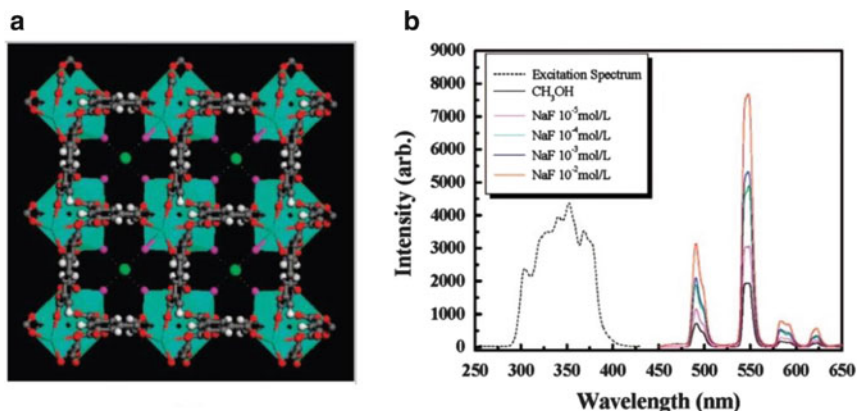 a
b
9000
8000
7000
6000
5000
4000
3000
2000
1000
0
Intensity (arb.)
Excitation Spectrum
CH₃OH
NaF 10⁻⁵mol/L
NaF 10⁻⁴mol/L
NaF 10⁻³mol/L
NaF 10⁻²mol/L
250 300 350 400 450 500 550 600 650
Wavelength (nm)